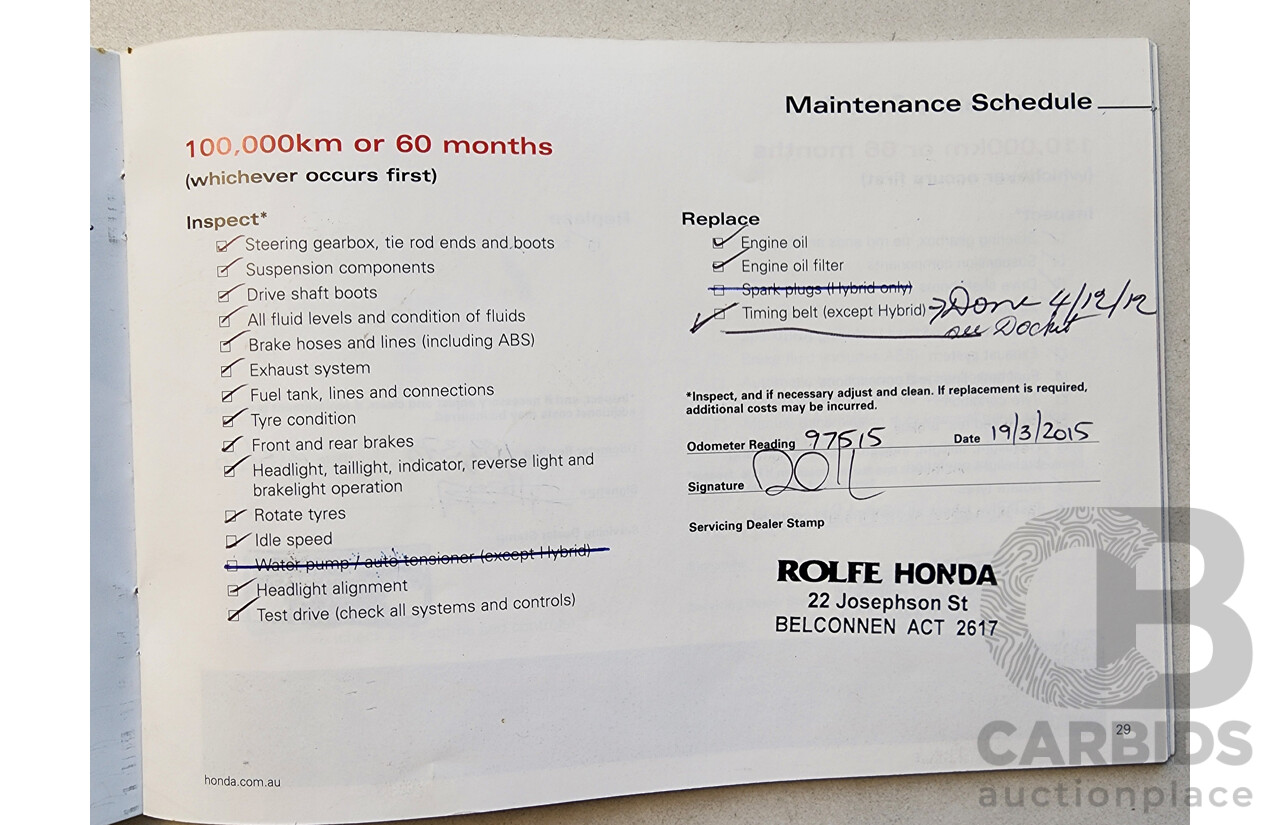 Maintenance Schedule
100,000km or 60 months
(whichever occurs first)
Inspect*
Steering gearbox, tie rod ends and boots
Suspension components
Drive shaft boots
All fluid levels and condition of fluids
Brake hoses and lines (including ABS)
Exhaust system
Fuel tank, lines and connections
Tyre condition
Front and rear brakes
Headlight, taillight, indicator, reverse light and
brakelight operation
Rotate tyres
Idle speed
Water pump / auto tensioner (except Hybrid)
Headlight alignment
Test drive (check all systems and controls)
Replace
Engine oil
Engine oil filter
Spark plugs (Hybrid only)
Timing belt (except Hybrid) → Done 4/12/12
see Docket
*Inspect, and if necessary adjust and clean. If replacement is required,
additional costs may be incurred.
Odometer Reading 97515 Date 19/3/2015
Signature
Servicing Dealer Stamp
ROLFE HONDA
22 Josephson St
BELCONNEN ACT 2617
29
honda.com.au
CARBIDS
auctionplace